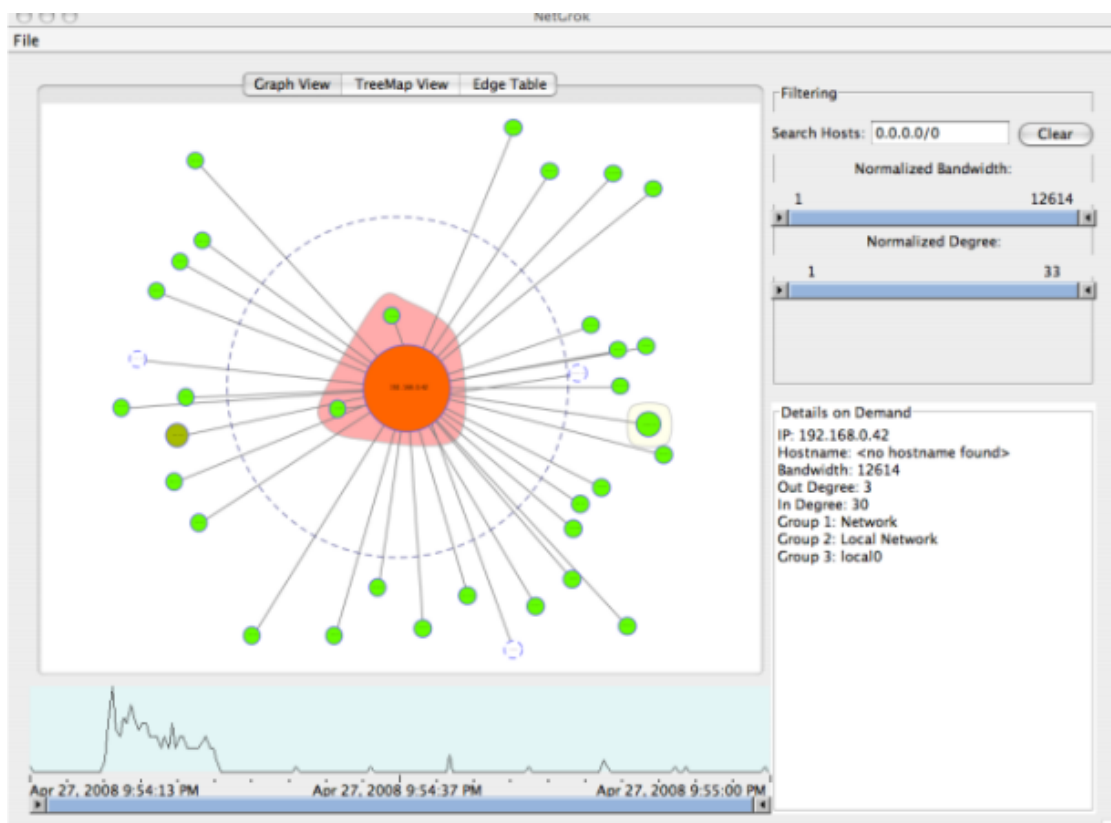 NetGrok
File
Graph View TreeMap View Edge Table
Filtering
Search Hosts: 0.0.0.0/0 Clear
Normalized Bandwidth:
1 12614
Normalized Degree:
1 33
Details on Demand
IP: 192.168.0.42
Hostname: <no hostname found>
Bandwidth: 12614
Out Degree: 3
In Degree: 30
Group 1: Network
Group 2: Local Network
Group 3: local0
Apr 27, 2008 9:54:13 PM Apr 27, 2008 9:54:37 PM Apr 27, 2008 9:55:00 PM